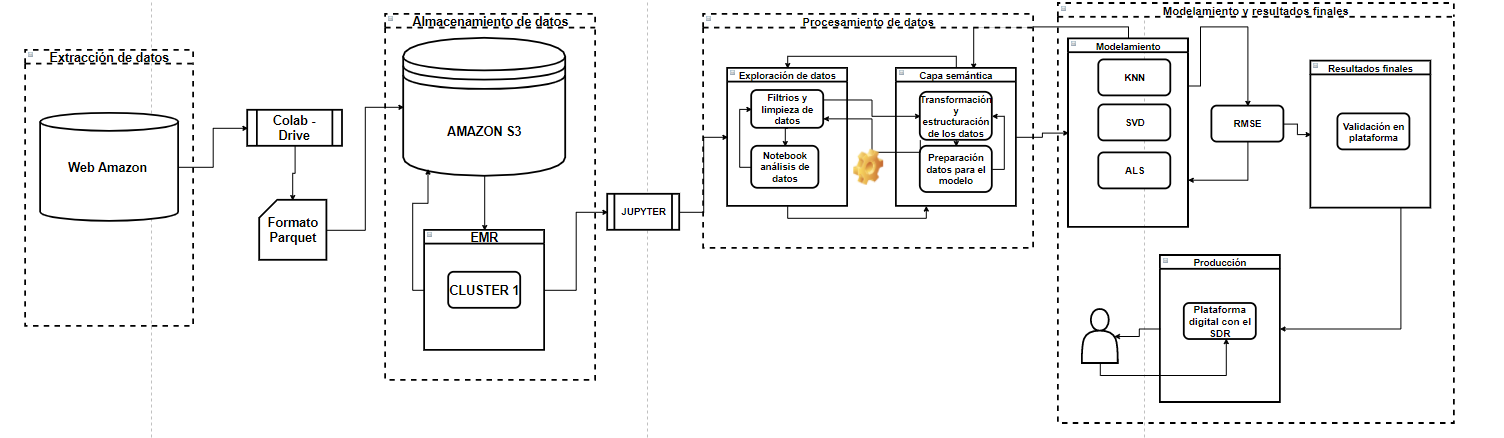 Extracción de datos
Web Amazon
Colab -
Drive
Formato
Parquet
Almacenamiento de datos
AMAZON S3
EMR
CLUSTER 1
JUPYTER
Procesamiento de datos
Exploración de datos
Filtrios y
limpieza de
datos
Notebook
análisis de
datos
Capa semántica
Transformación
y
estructuración
de los datos
Preparación
datos para el
modelo
Modelamiento y resultados finales
Modelamiento
KNN
SVD
ALS
RMSE
Resultados finales
Validación en
plataforma
Producción
Plataforma
digital con el
SDR